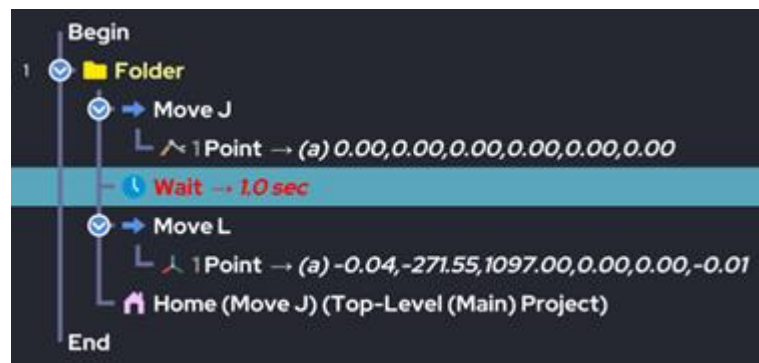 Begin
1 Folder
Move J
1 Point → (a) 0.00,0.00,0.00,0.00,0.00,0.00
Wait → 1.0 sec
Move L
1 Point → (a) -0.04,-271.55,1097.00,0.00,0.00,-0.01
Home (Move J) (Top-Level (Main) Project)
End